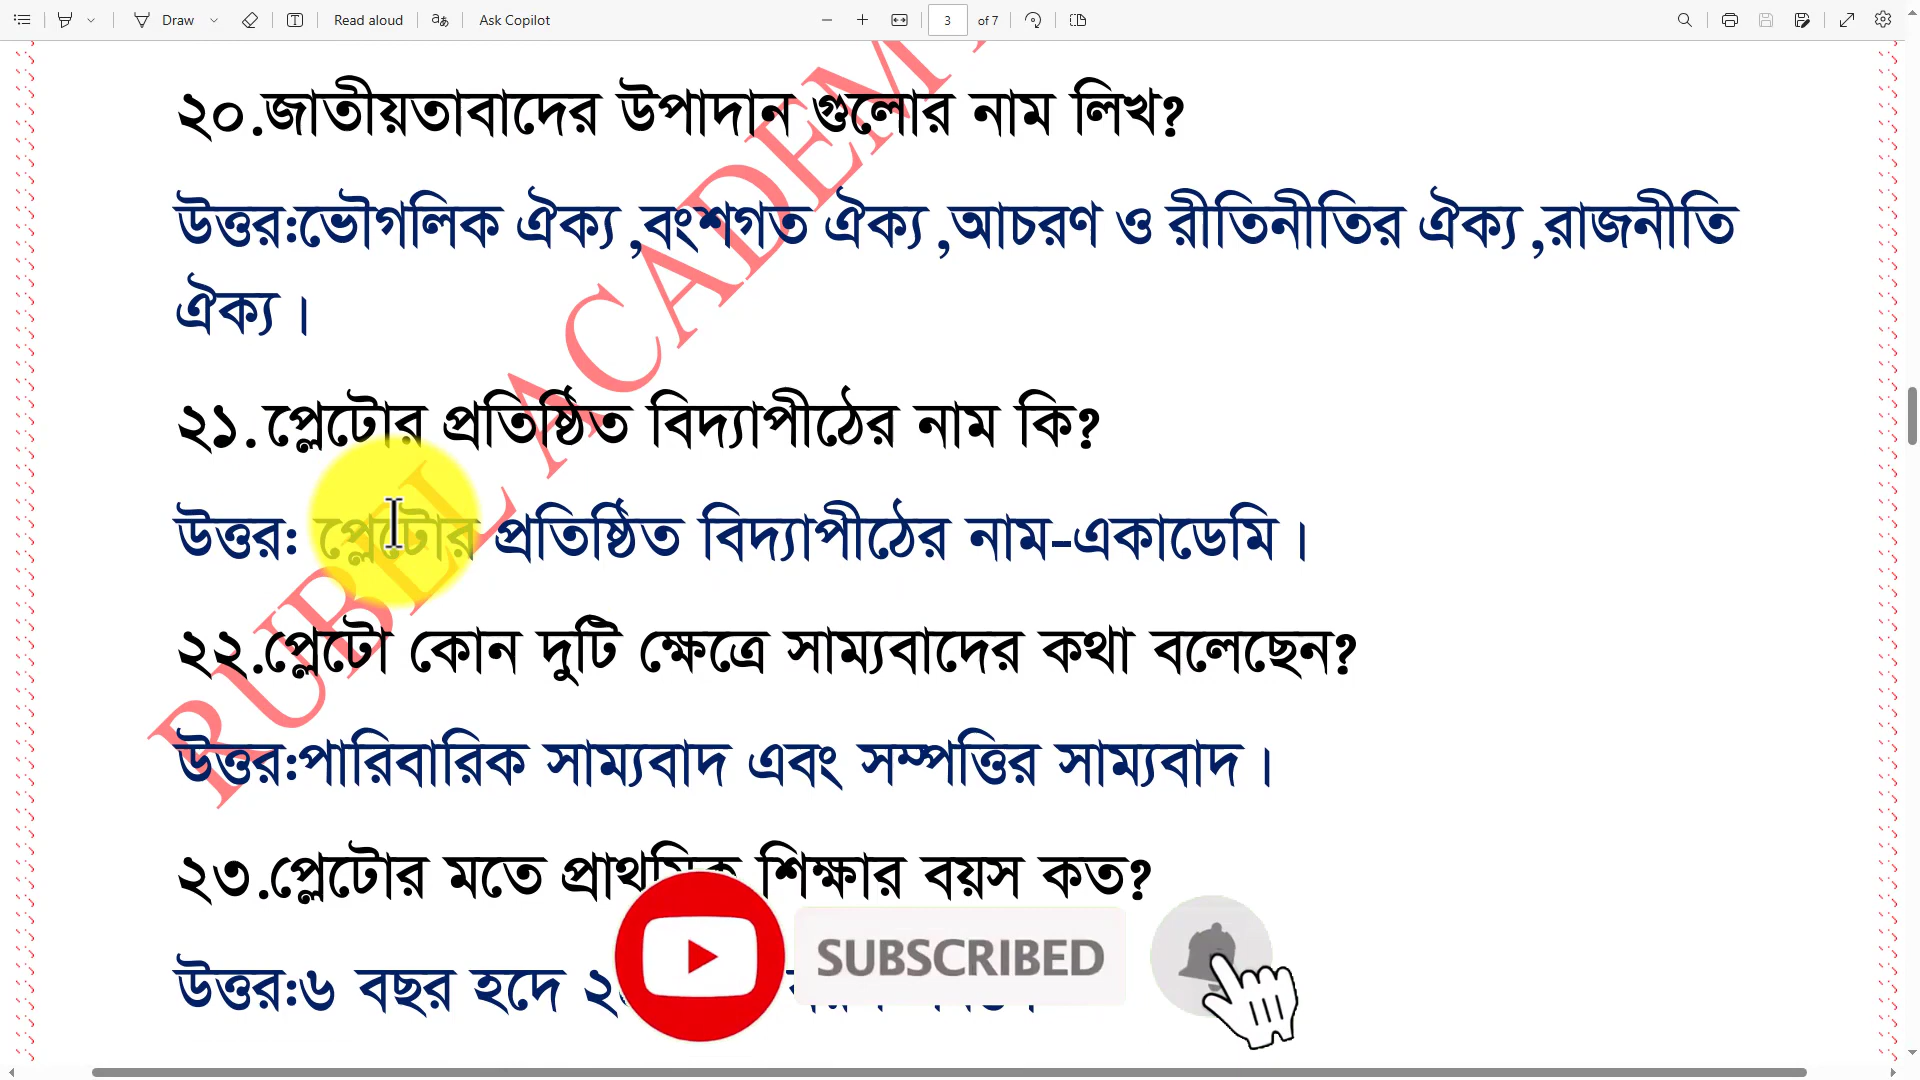 Draw
Read aloud
Ask Copilot
3
of 7
২০.জাতীয়তাবাদের উপাদান গুলোর নাম লিখ?
উত্তর:ভৌগলিক ঐক্য,বংশগত ঐক্য,আচরণ ও রীতিনীতির ঐক্য,রাজনীতি
ঐক্য।
২১.প্লেটোর প্রতিষ্ঠিত বিদ্যাপীঠের নাম কি?
উত্তর: প্লেটোর প্রতিষ্ঠিত বিদ্যাপীঠের নাম-একাডেমি।
২২.প্লেটো কোন দুটি ক্ষেত্রে সাম্যবাদের কথা বলেছেন?
উত্তর:পারিবারিক সাম্যবাদ এবং সম্পত্তির সাম্যবাদ।
২৩.প্লেটোর মতে প্রাথমিক শিক্ষার বয়স কত?
উত্তর:৬ বছর হদে
RUBEL ACADEM
SUBSCRIBED